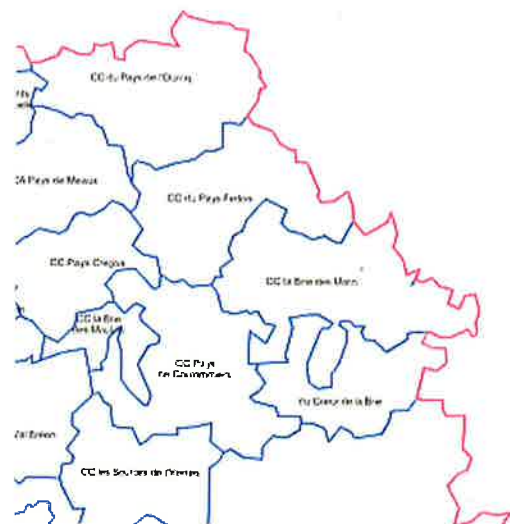 CC du Pays de l'Ourcq
CA Pays de Meaux
CC du Pays Fertois
CC Pays Créçois
CC la Brie des Morin
CC la Brie
des Moulins
CC Pays
de Coulommiers
Cœur de la Brie
Val Bréon
CC les Sources de l'Yerres